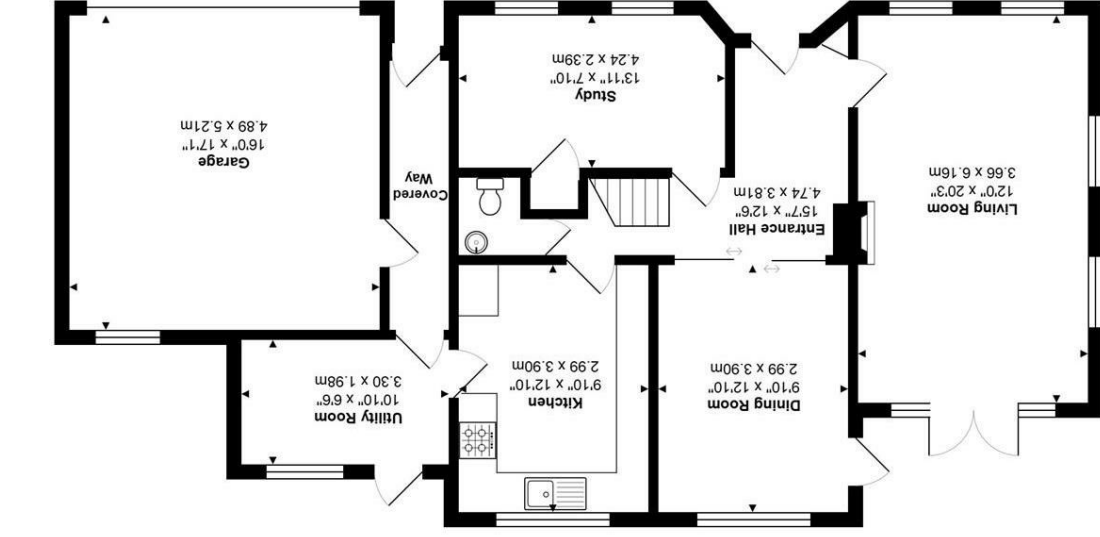 Living Room
12'0" x 20'3"
3.66 x 6.16m
Dining Room
9'10" x 12'10"
2.99 x 3.90m
Kitchen
9'10" x 12'10"
2.99 x 3.90m
Utility Room
10'10" x 6'6"
3.30 x 1.98m
Entrance Hall
15'7" x 12'6"
4.74 x 3.81m
Covered
Way
Garage
16'0" x 17'1"
4.89 x 5.21m
Study
13'11" x 7'10"
4.24 x 2.39m